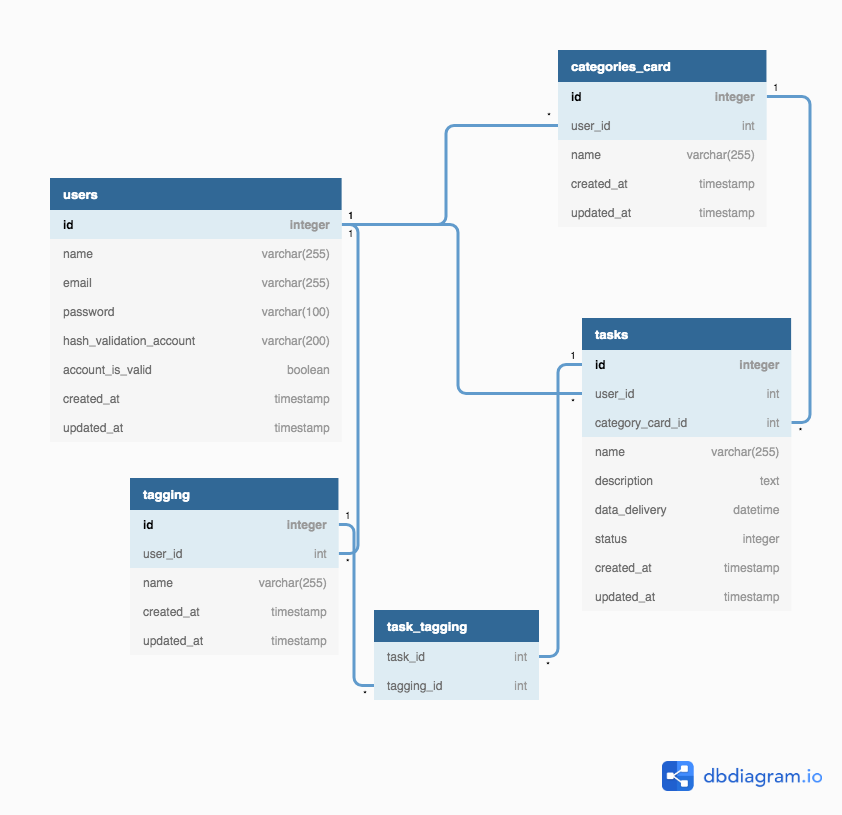 categories_card
id integer
user_id int
name varchar(255)
created_at timestamp
updated_at timestamp
1
*
users
id integer
name varchar(255)
email varchar(255)
password varchar(100)
hash_validation_account varchar(200)
account_is_valid boolean
created_at timestamp
updated_at timestamp
1
1
tasks
id integer
user_id int
category_card_id int
name varchar(255)
description text
data_delivery datetime
status integer
created_at timestamp
updated_at timestamp
1
*
*
tagging
id integer
user_id int
name varchar(255)
created_at timestamp
updated_at timestamp
1
*
task_tagging
task_id int
tagging_id int
*
*
dbdiagram.io